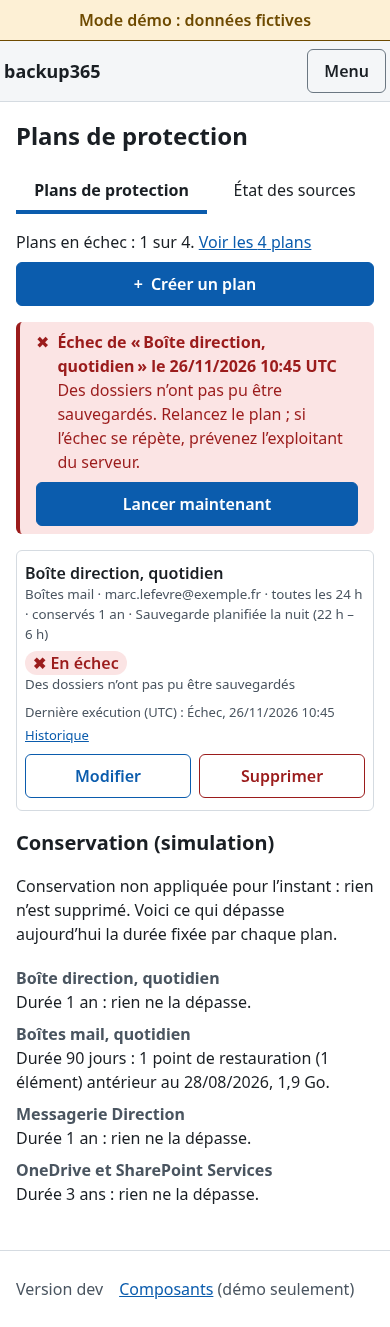 Mode démo : données fictives
backup365
Menu
Plans de protection
Plans de protection
État des sources
Plans en échec : 1 sur 4. Voir les 4 plans
+ Créer un plan
✖ Échec de « Boîte direction,
quotidien » le 26/11/2026 10:45 UTC
Des dossiers n’ont pas pu être
sauvegardés. Relancez le plan ; si
l’échec se répète, prévenez l’exploitant
du serveur.
Lancer maintenant
Boîte direction, quotidien
Boîtes mail · marc.lefevre@exemple.fr · toutes les 24 h
· conservés 1 an · Sauvegarde planifiée la nuit (22 h –
6 h)
✖ En échec
Des dossiers n’ont pas pu être sauvegardés
Dernière exécution (UTC) : Échec, 26/11/2026 10:45
Historique
Modifier
Supprimer
Conservation (simulation)
Conservation non appliquée pour l’instant : rien
n’est supprimé. Voici ce qui dépasse
aujourd’hui la durée fixée par chaque plan.
Boîte direction, quotidien
Durée 1 an : rien ne la dépasse.
Boîtes mail, quotidien
Durée 90 jours : 1 point de restauration (1
élément) antérieur au 28/08/2026, 1,9 Go.
Messagerie Direction
Durée 1 an : rien ne la dépasse.
OneDrive et SharePoint Services
Durée 3 ans : rien ne la dépasse.
Version dev
Composants (démo seulement)